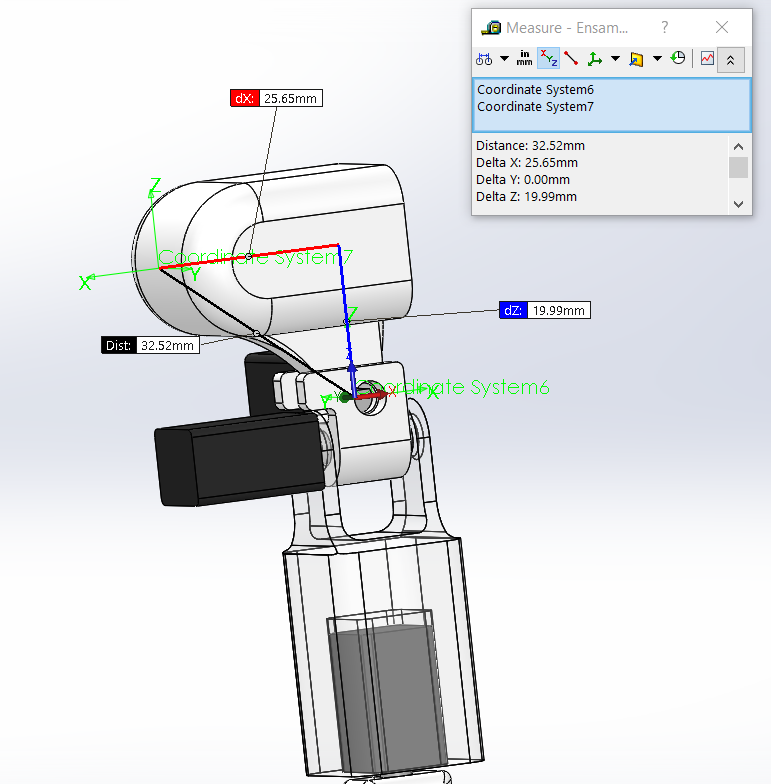 Measure - Ensam... ?
in
mm
X Y Z
Coordinate System6
Coordinate System7
Distance: 32.52mm
Delta X: 25.65mm
Delta Y: 0.00mm
Delta Z: 19.99mm
dX: 25.65mm
Z
Coordinate System7
X
Y
dZ: 19.99mm
Z
Dist: 32.52mm
Coordinate System6
X
Y
Y
X